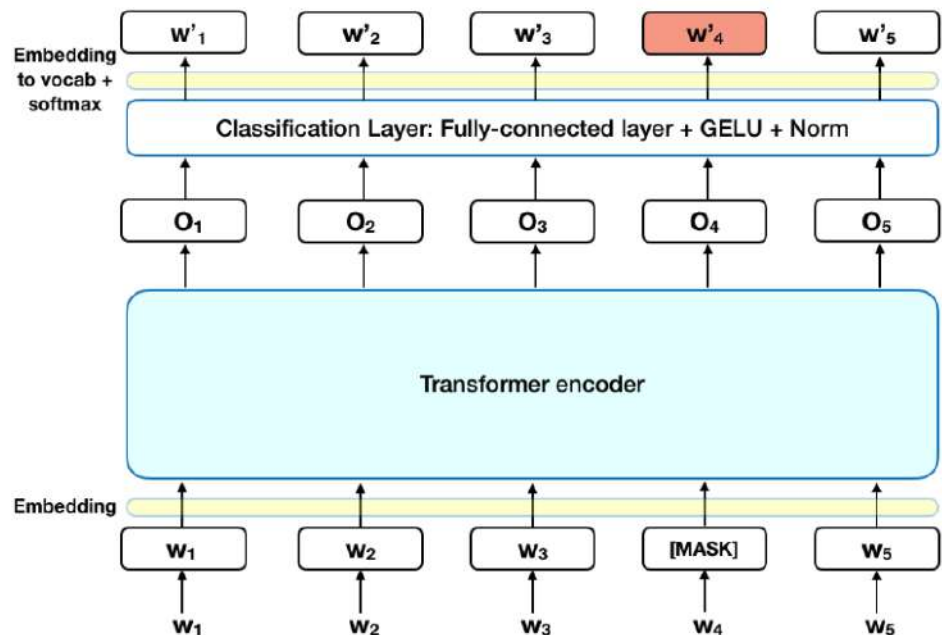 w'₁ w'₂ w'₃ w'₄ w'₅
Embedding
to vocab +
softmax
Classification Layer: Fully-connected layer + GELU + Norm
O₁ O₂ O₃ O₄ O₅
Transformer encoder
Embedding
w₁ w₂ w₃ [MASK] w₅
w₁ w₂ w₃ w₄ w₅